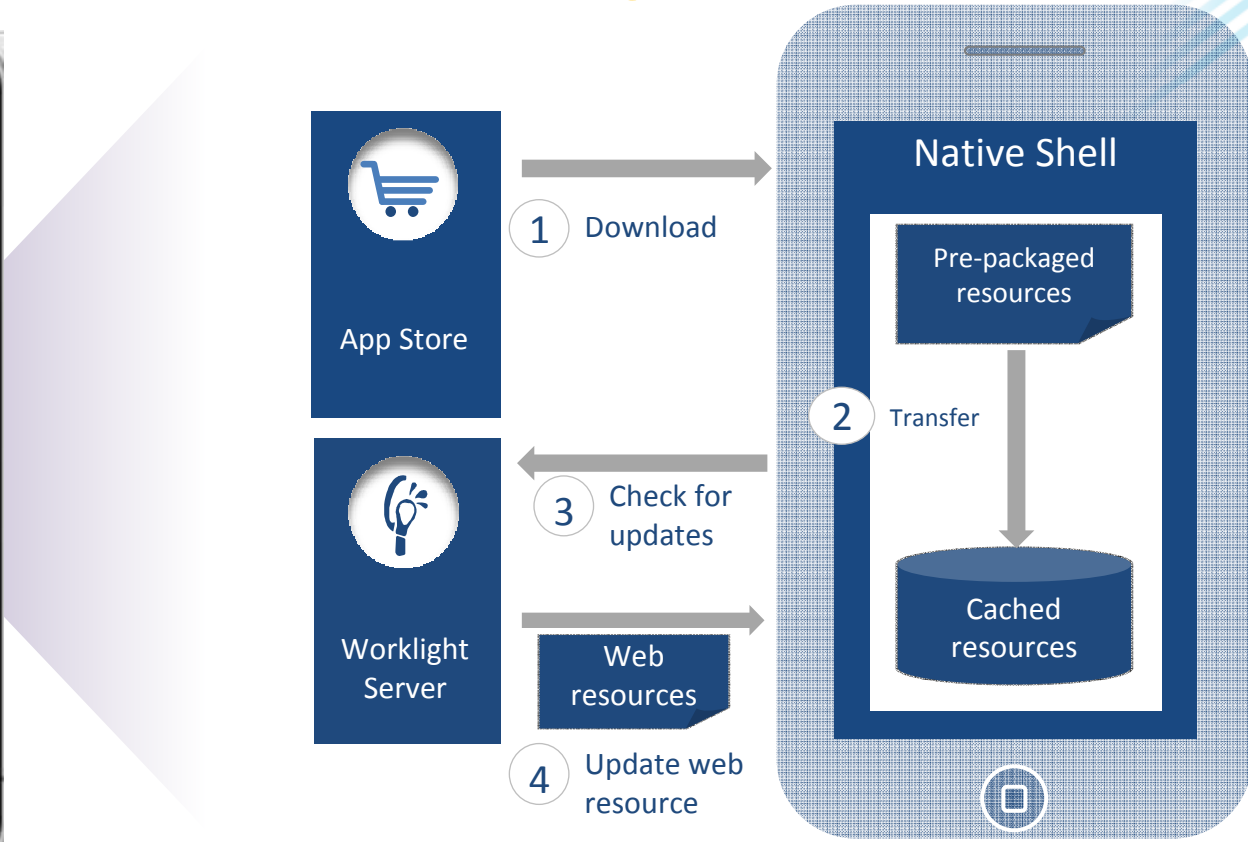 Native Shell
Pre-packaged
resources
App Store
1 Download
2 Transfer
3 Check for
updates
Cached
resources
Worklight
Server
Web
resources
4 Update web
resource